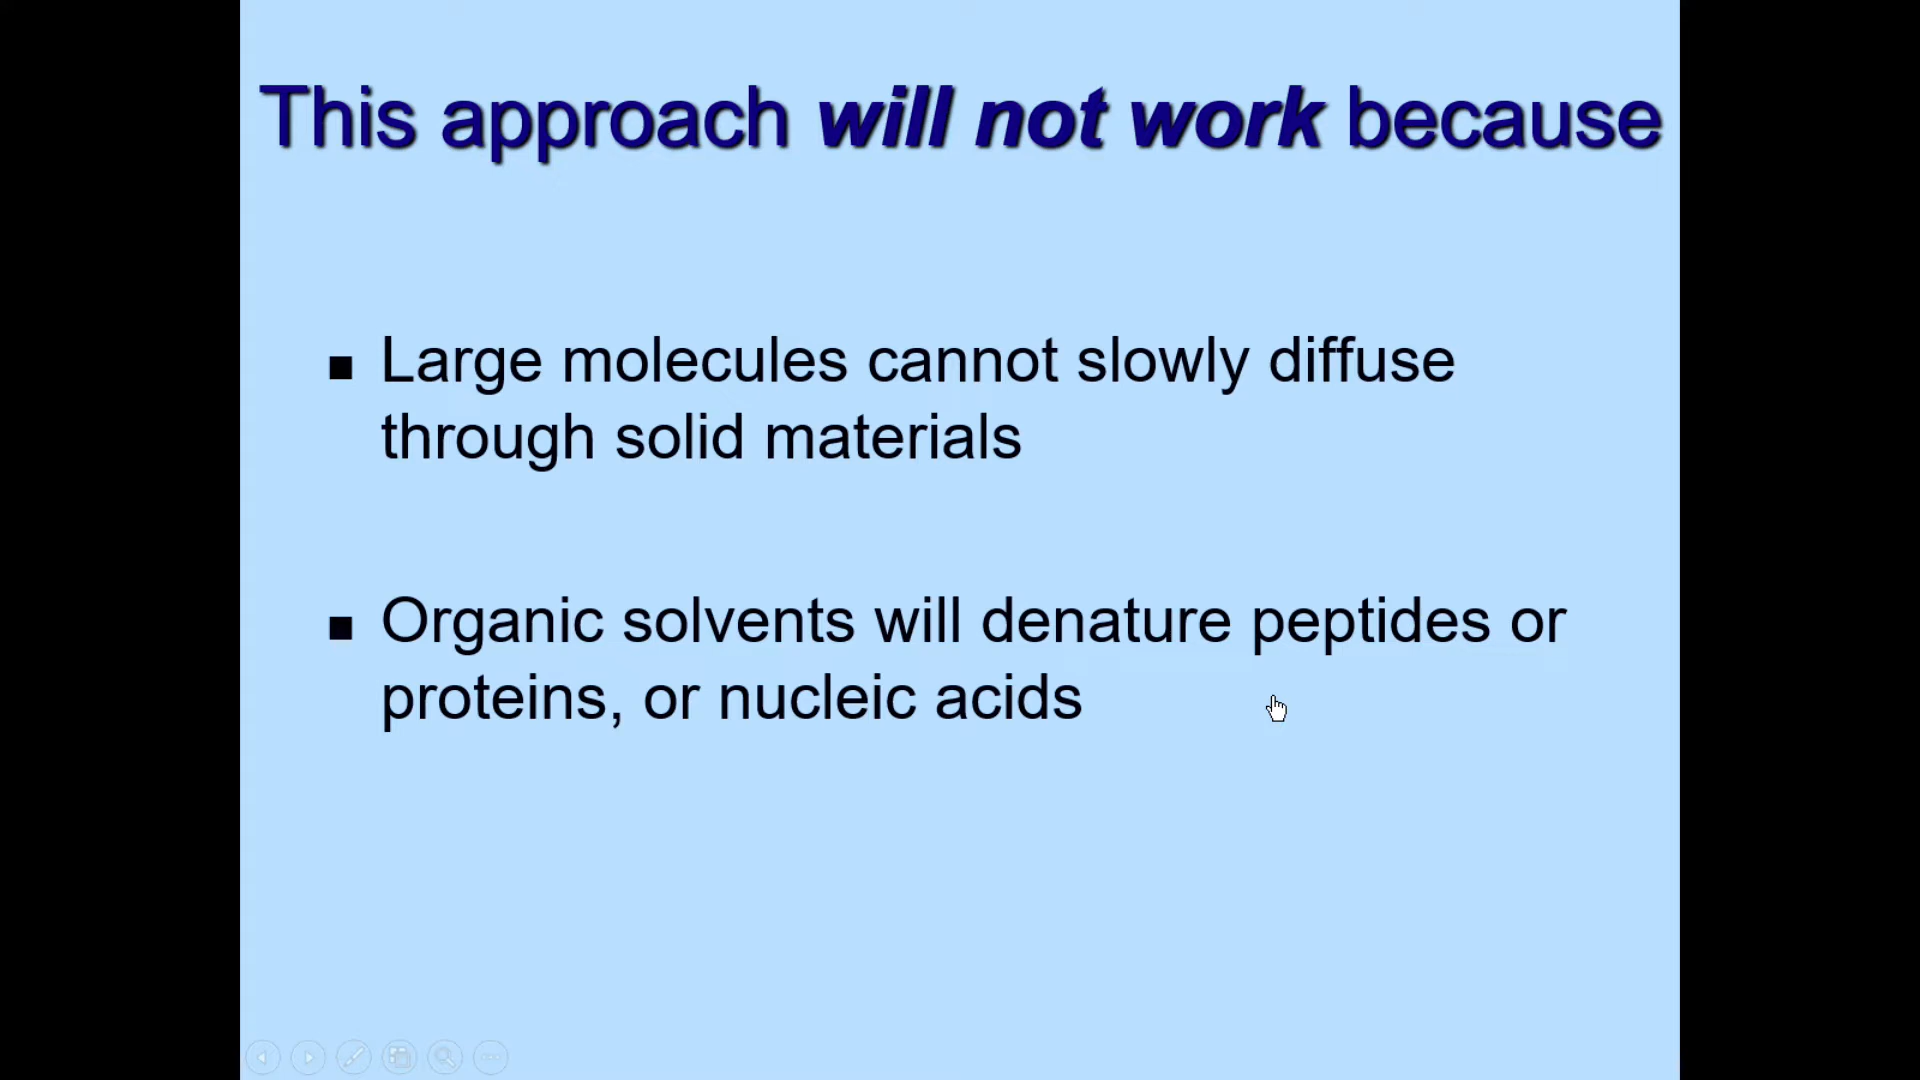 This approach will not work because
■ Large molecules cannot slowly diffuse
through solid materials
■ Organic solvents will denature peptides or
proteins, or nucleic acids